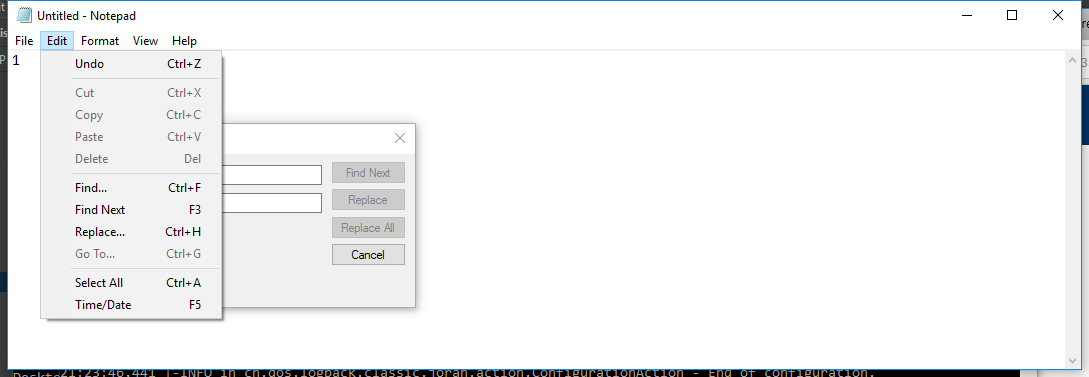 Untitled - Notepad
File Edit Format View Help
1
Undo Ctrl+Z
Cut Ctrl+X
Copy Ctrl+C
Paste Ctrl+V
Delete Del
Find... Ctrl+F
Find Next F3
Replace... Ctrl+H
Go To... Ctrl+G
Select All Ctrl+A
Time/Date F5
Find Next
Replace
Replace All
Cancel
21:23:46,441 |-INFO in ch.qos.logback.classic.joran.action.ConfigurationAction - End of configuration.